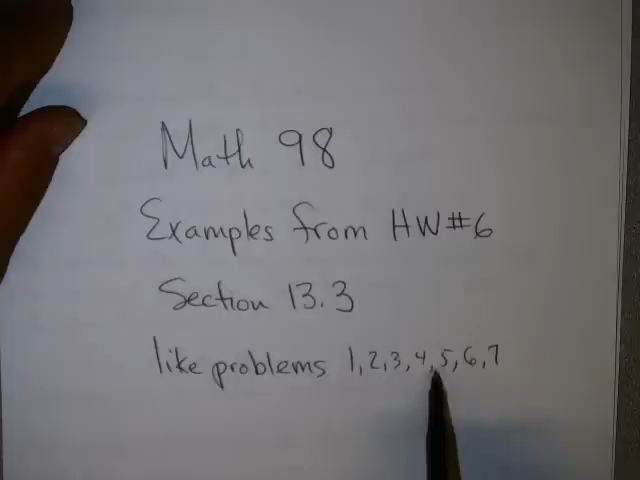 Math 98
Examples from HW#6
Section 13.3
like problems 1,2,3,4,5,6,7